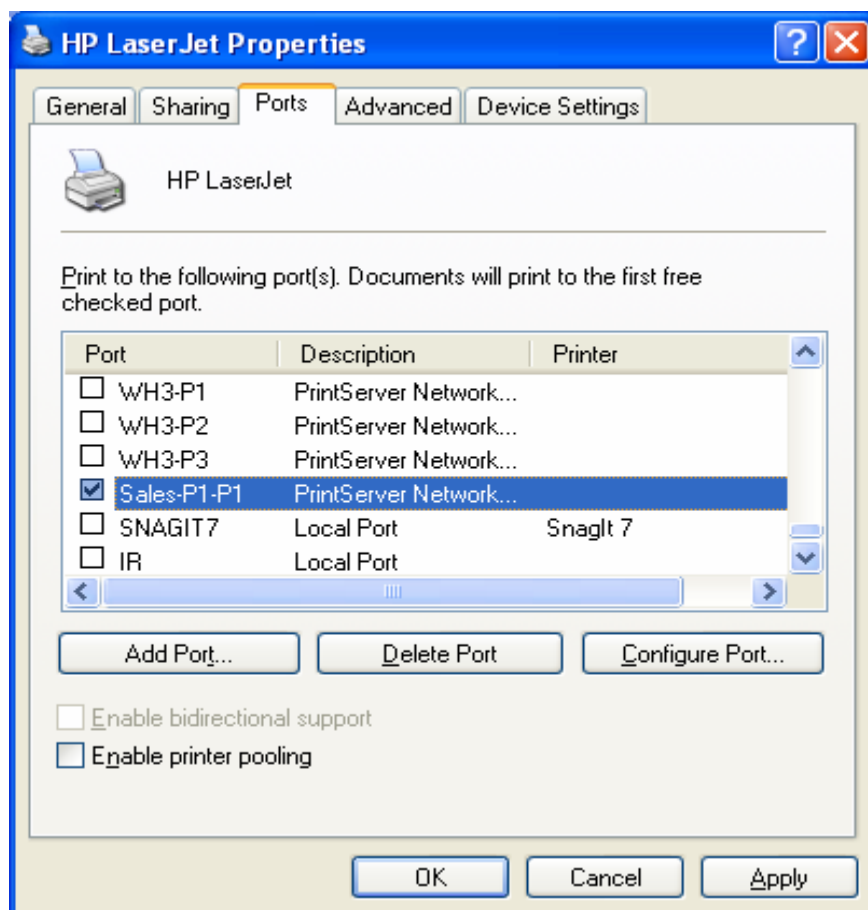 HP LaserJet Properties
General Sharing Ports Advanced Device Settings
HP LaserJet
Print to the following port(s). Documents will print to the first free
checked port.
Port Description Printer
WH3-P1 PrintServer Network...
WH3-P2 PrintServer Network...
WH3-P3 PrintServer Network...
Sales-P1-P1 PrintServer Network...
SNAGIT7 Local Port SnagIt 7
IR Local Port
Add Port... Delete Port Configure Port...
Enable bidirectional support
Enable printer pooling
OK Cancel Apply